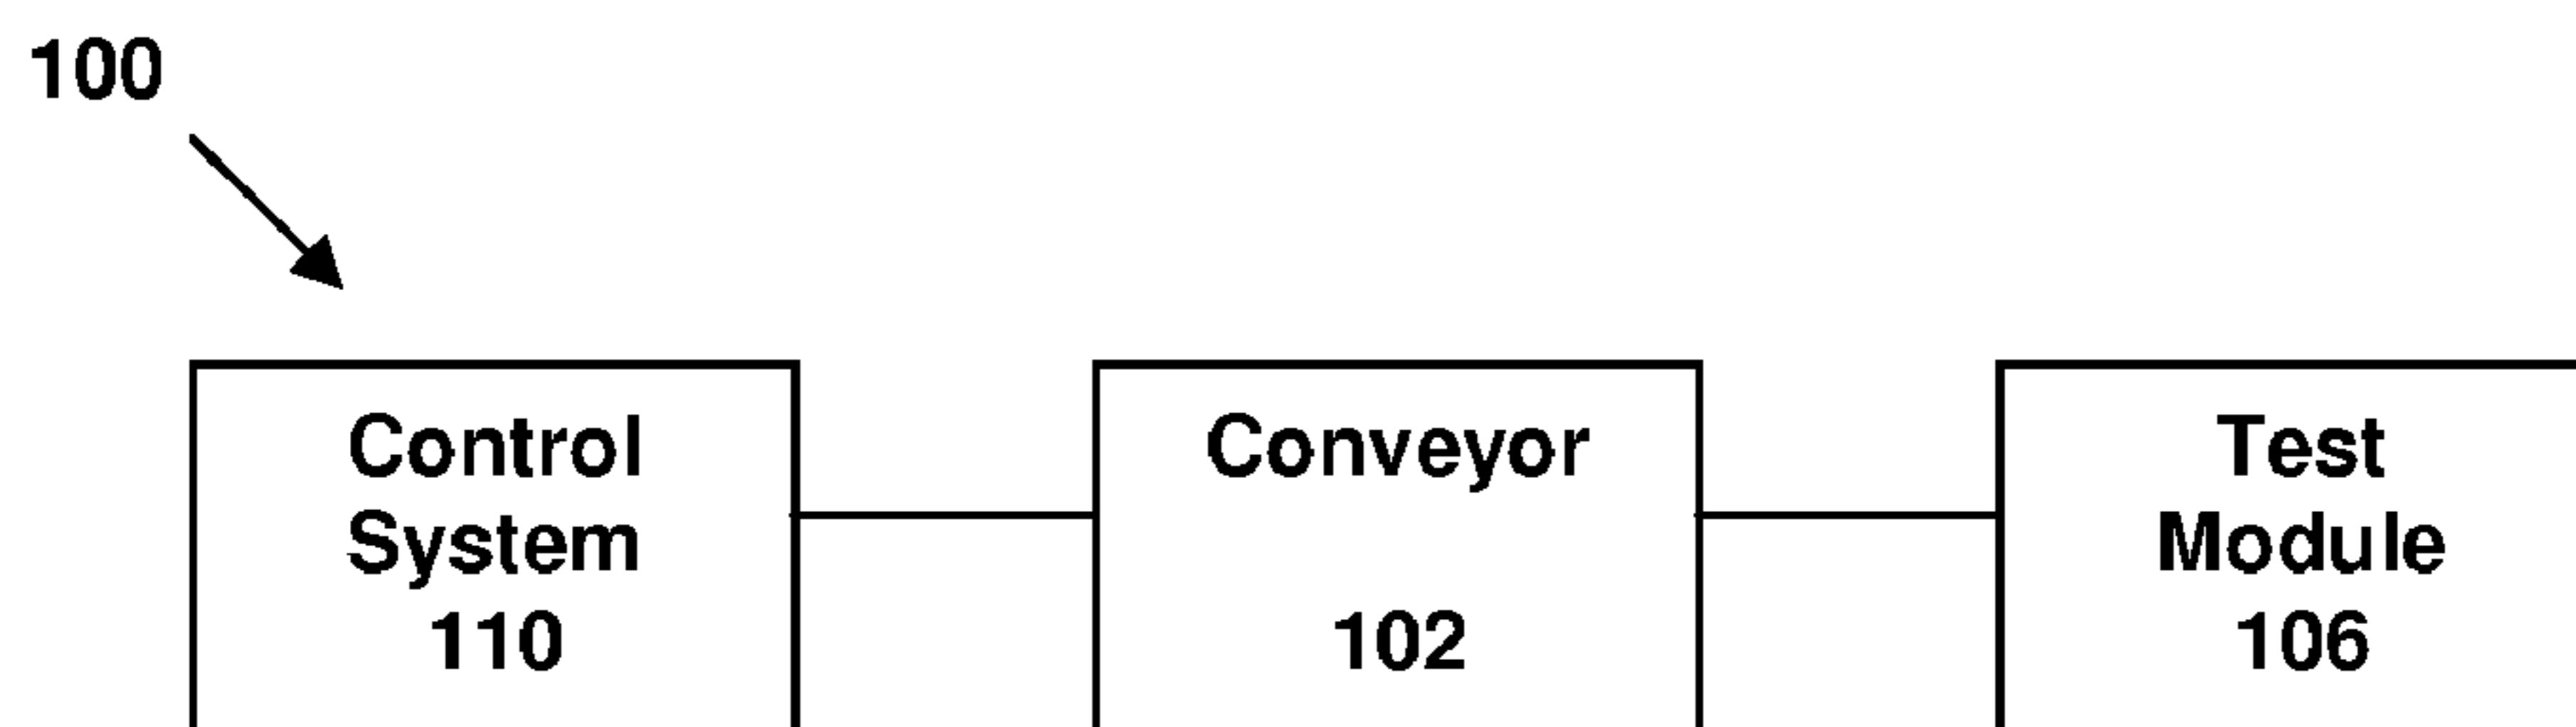 100
Control
System
110
Conveyor
102
Test
Module
106